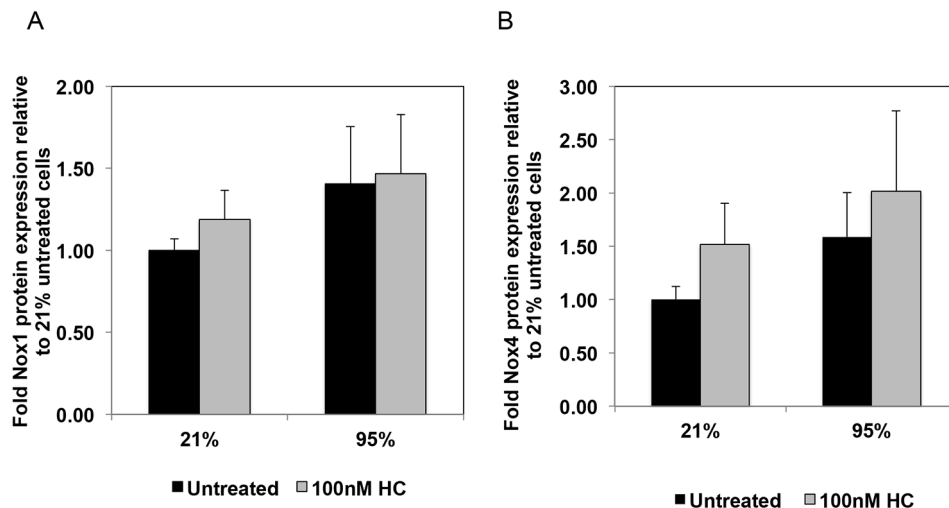 A
Fold Nox1 protein expression relative
to 21% untreated cells
2.00
1.50
1.00
0.50
0.00
21%
95%
Untreated
100nM HC
B
Fold Nox4 protein expression relative
to 21% untreated cells
3.00
2.50
2.00
1.50
1.00
0.50
0.00
21%
95%
Untreated
100nM HC